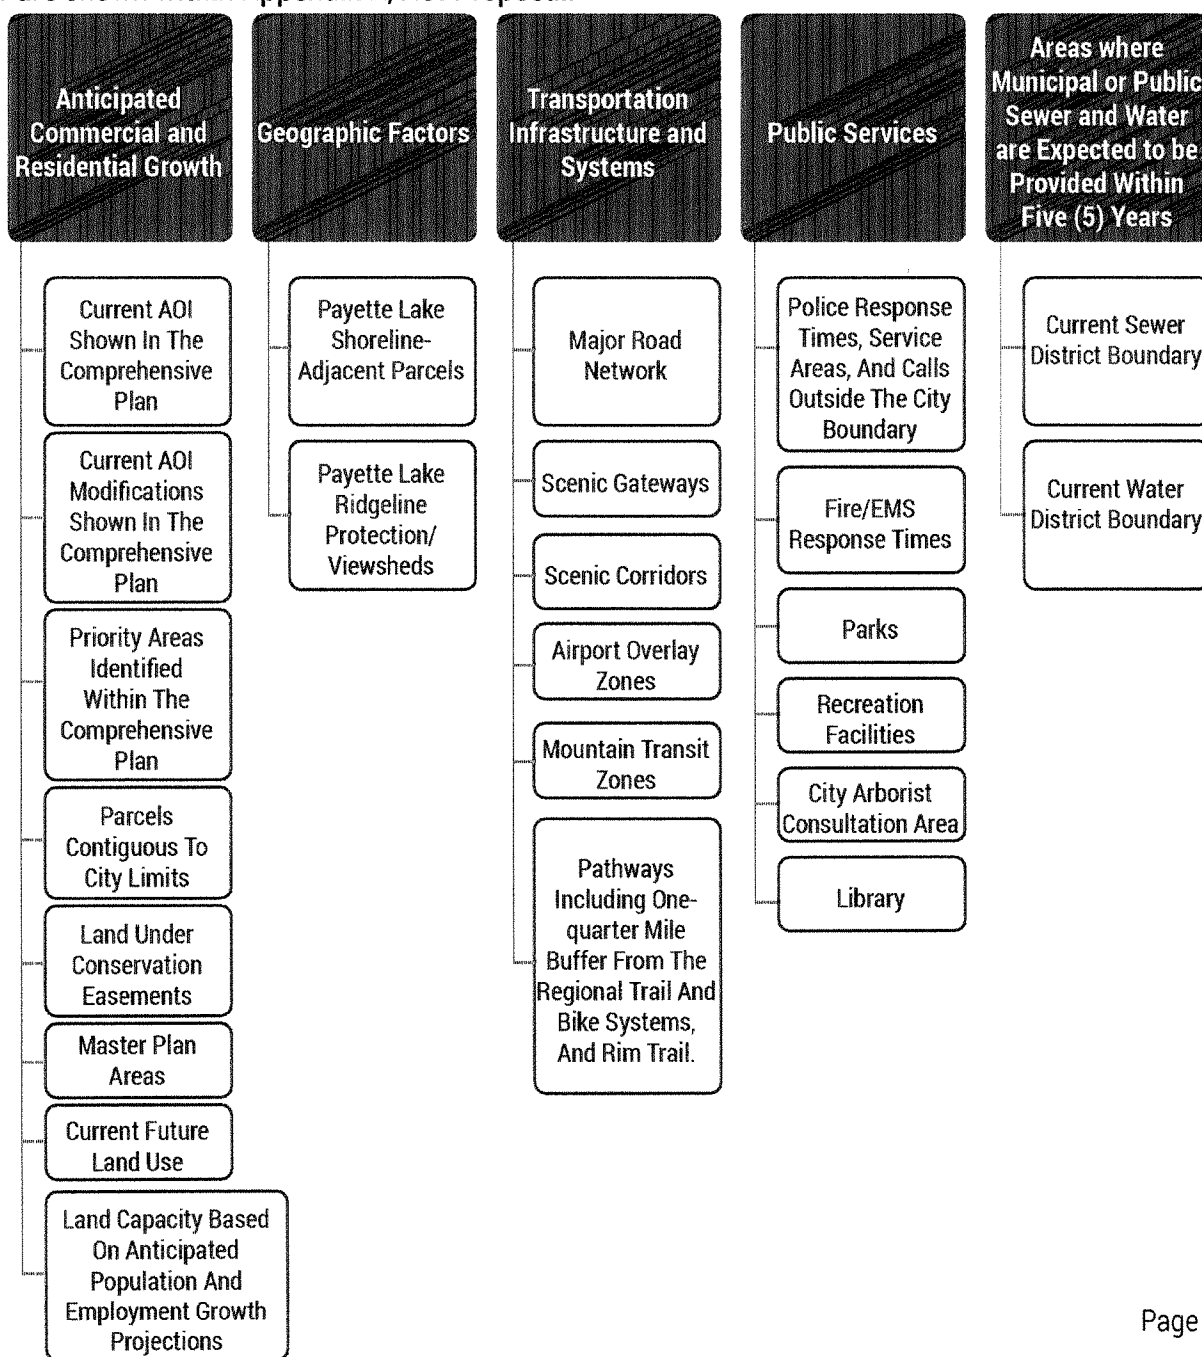 Anticipated
Commercial and
Residential Growth
Current AOI
Shown In The
Comprehensive
Plan
Current AOI
Modifications
Shown In The
Comprehensive
Plan
Priority Areas
Identified
Within The
Comprehensive
Plan
Parcels
Contiguous To
City Limits
Land Under
Conservation
Easements
Master Plan
Areas
Current Future
Land Use
Land Capacity Based
On Anticipated
Population And
Employment Growth
Projections
Geographic Factors
Payette Lake
Shoreline-
Adjacent Parcels
Payette Lake
Ridgeline
Protection/
Viewsheds
Transportation
Infrastructure and
Systems
Major Road
Network
Scenic Gateways
Scenic Corridors
Airport Overlay
Zones
Mountain Transit
Zones
Pathways
Including One-
quarter Mile
Buffer From The
Regional Trail And
Bike Systems,
And Rim Trail.
Public Services
Police Response
Times, Service
Areas, And Calls
Outside The City
Boundary
Fire/EMS
Response Times
Parks
Recreation
Facilities
City Arborist
Consultation Area
Library
Areas where
Municipal or Public
Sewer and Water
are Expected to be
Provided Within
Five (5) Years
Current Sewer
District Boundary
Current Water
District Boundary
Page